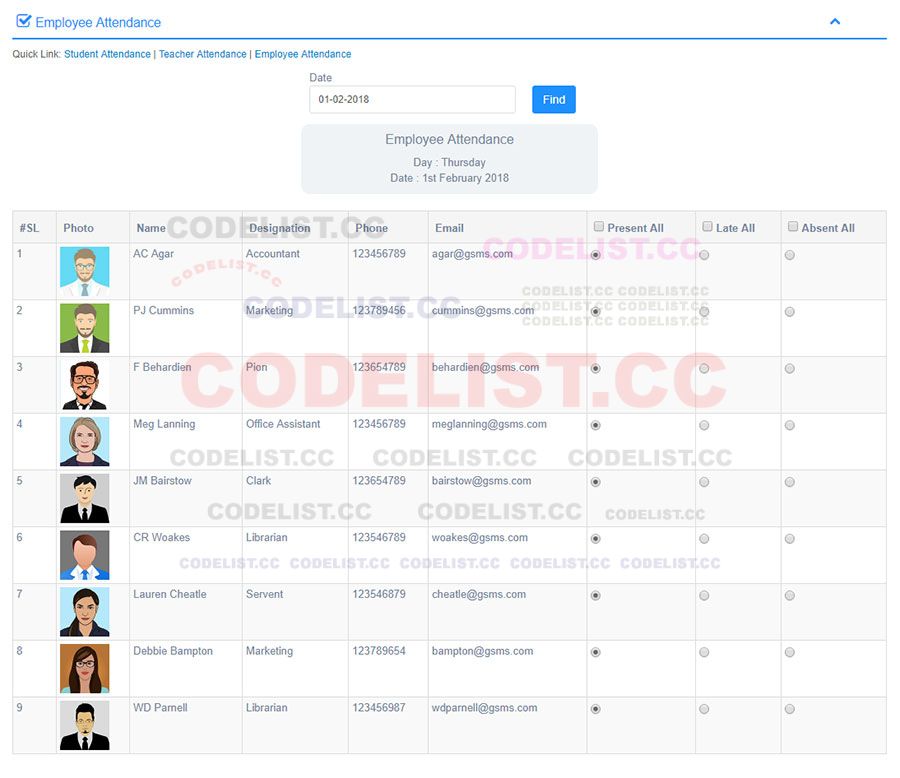 Employee Attendance
Quick Link: Student Attendance | Teacher Attendance | Employee Attendance
Date
01-02-2018 Find
Employee Attendance
Day : Thursday
Date : 1st February 2018
#SL Photo Name Designation Phone Email Present All Late All Absent All
CODELIST.CC
1 AC Agar Accountant 123456789 agar@gsms.com
CODELIST.CC
CODELIST.CC
CODELIST.CC CODELIST.CC
2 PJ Cummins Marketing 123789456 cummins@gsms.com
CODELIST.CC
CODELIST.CC CODELIST.CC
CODELIST.CC CODELIST.CC
3 F Behardien Pion 123654789 behardien@gsms.com
CODELIST.CC
4 Meg Lanning Office Assistant 123456789 meglanning@gsms.com
CODELIST.CC CODELIST.CC CODELIST.CC
5 JM Bairstow Clark 123654789 bairstow@gsms.com
CODELIST.CC CODELIST.CC CODELIST.CC
6 CR Woakes Librarian 123546789 woakes@gsms.com
CODELIST.CC CODELIST.CC CODELIST.CC CODELIST.CC CODELIST.CC
7 Lauren Cheatle Servent 123546879 cheatle@gsms.com
8 Debbie Bampton Marketing 123789654 bampton@gsms.com
9 WD Parnell Librarian 123456987 wdparnell@gsms.com